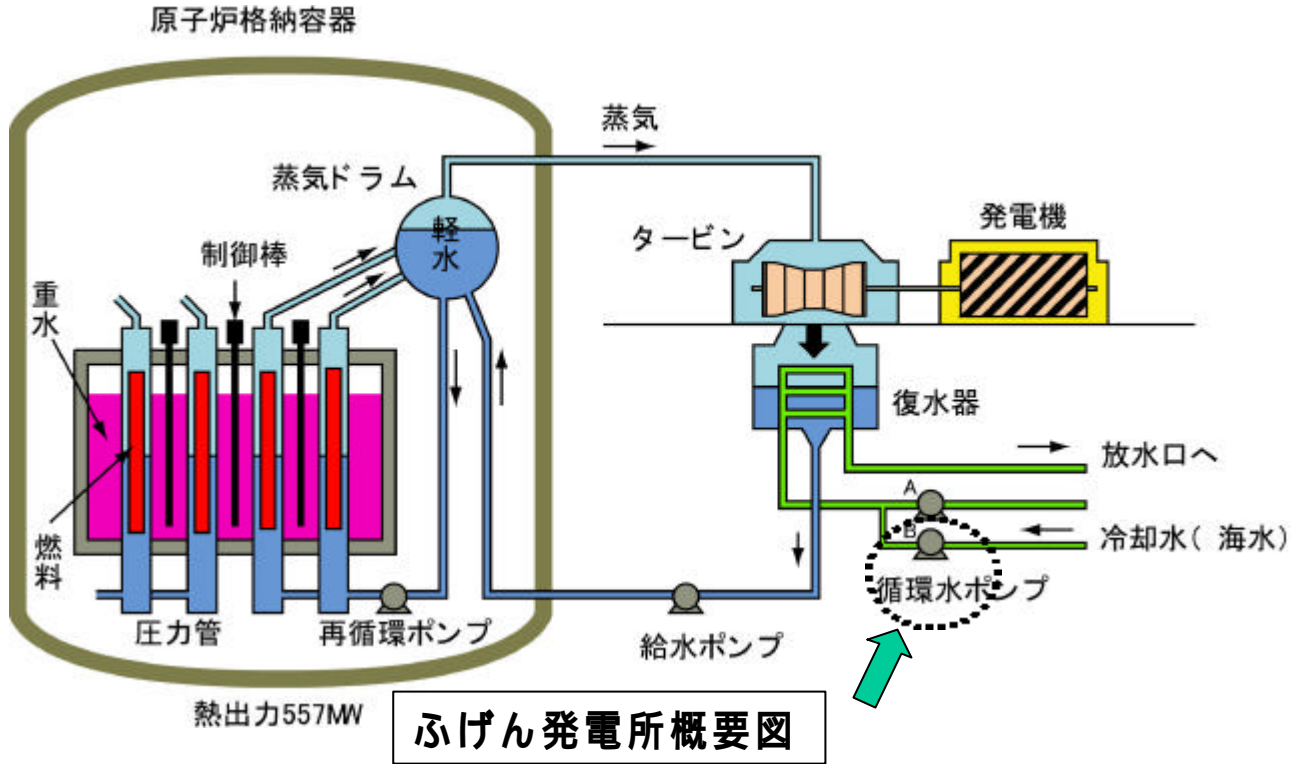 原子炉格納容器
蒸気
蒸気ドラム
軽水
タービン
発電機
制御棒
重水
復水器
放水口へ
A
B
冷却水(海水)
循環水ポンプ
燃料
圧力管
再循環ポンプ
給水ポンプ
熱出力557MW
ふげん発電所概要図